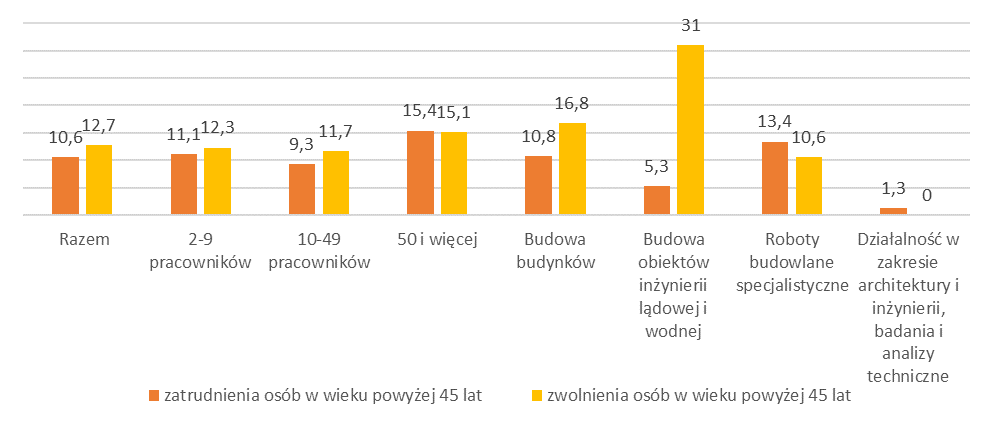 31
16,8
15,4
15,1
13,4
12,7
12,3
11,1
11,7
10,6
10,8
10,6
9,3
5,3
1,3
0
Razem
2-9
pracowników
10-49
pracowników
50 i więcej
Budowa
budynków
Budowa
obiektów
inżynierii
lądowej i
wodnej
Roboty
budowlane
specjalistyczne
Działalność w
zakresie
architektury i
inżynierii,
badania i
analizy
techniczne
zatrudnienia osób w wieku powyżej 45 lat
zwolnienia osób w wieku powyżej 45 lat